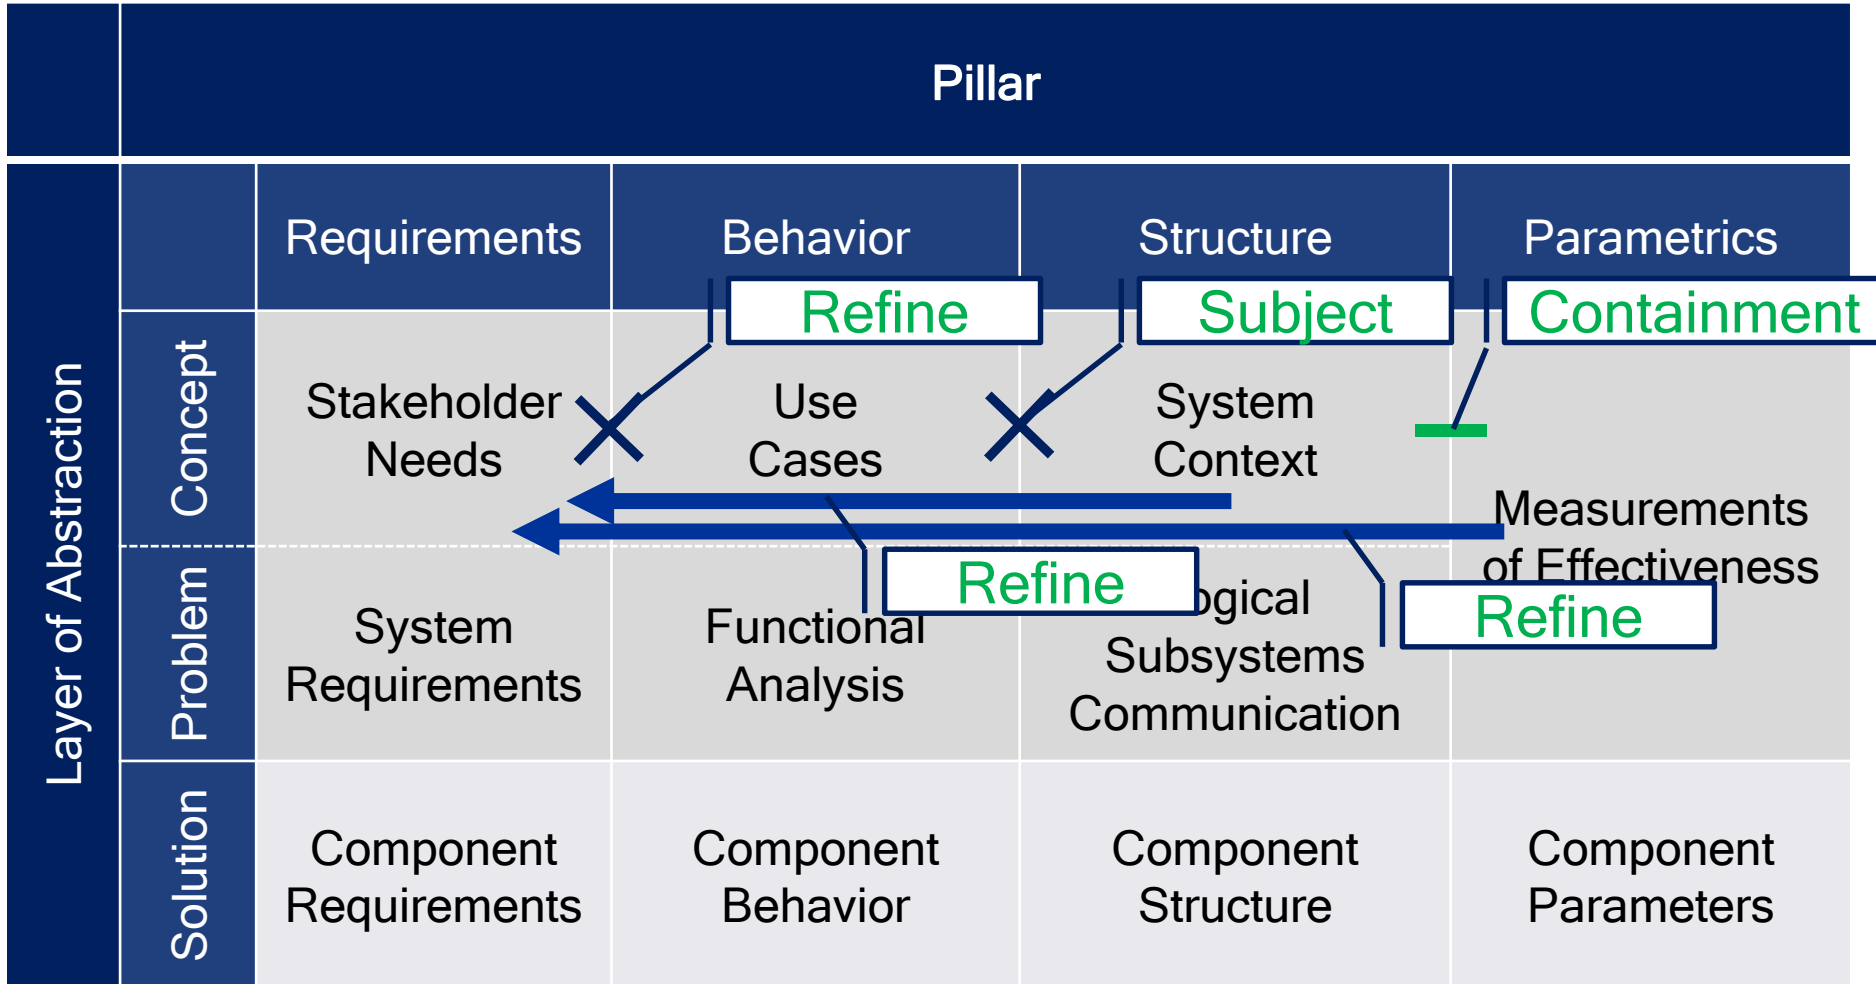 Pillar
Requirements
Behavior
Structure
Parametrics
Refine
Subject
Containment
Layer of Abstraction
Concept
Stakeholder
Needs
Use
Cases
System
Context
Measurements
of Effectiveness
Refine
Refine
Problem
System
Requirements
Functional
Analysis
Subsystems
Communication
Solution
Component
Requirements
Component
Behavior
Component
Structure
Component
Parameters